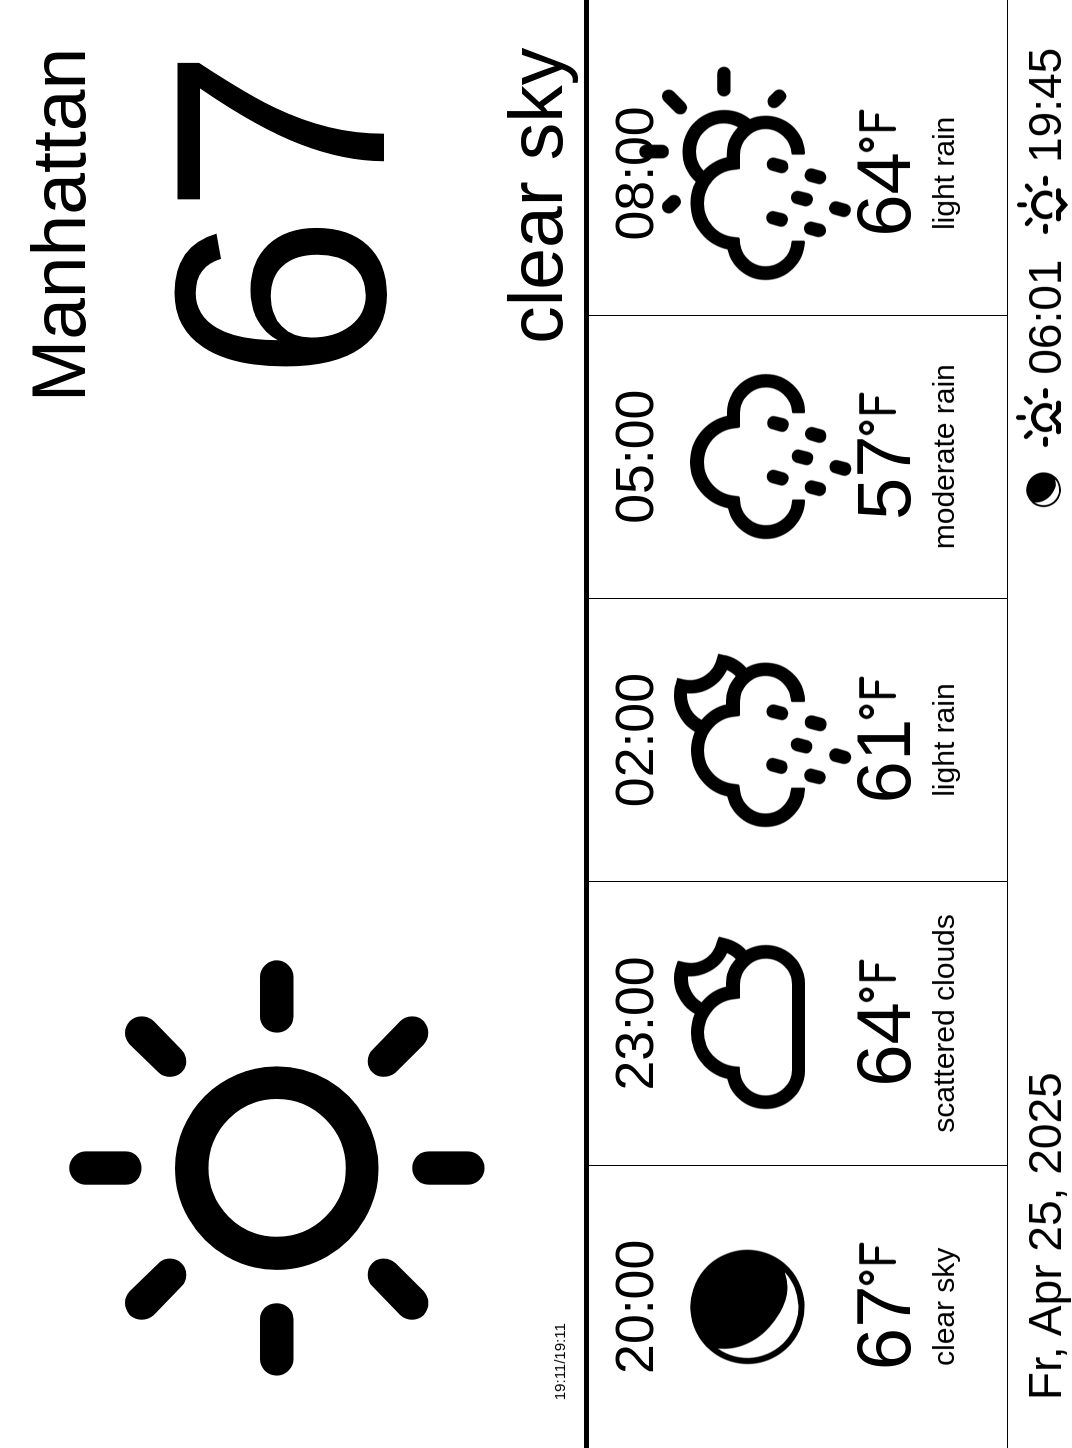 Manhattan
67
clear sky
19:11/19:11
20:00
67°F
clear sky
23:00
64°F
scattered clouds
02:00
61°F
light rain
05:00
57°F
moderate rain
08:00
64°F
light rain
Fr, Apr 25, 2025
06:01
19:45